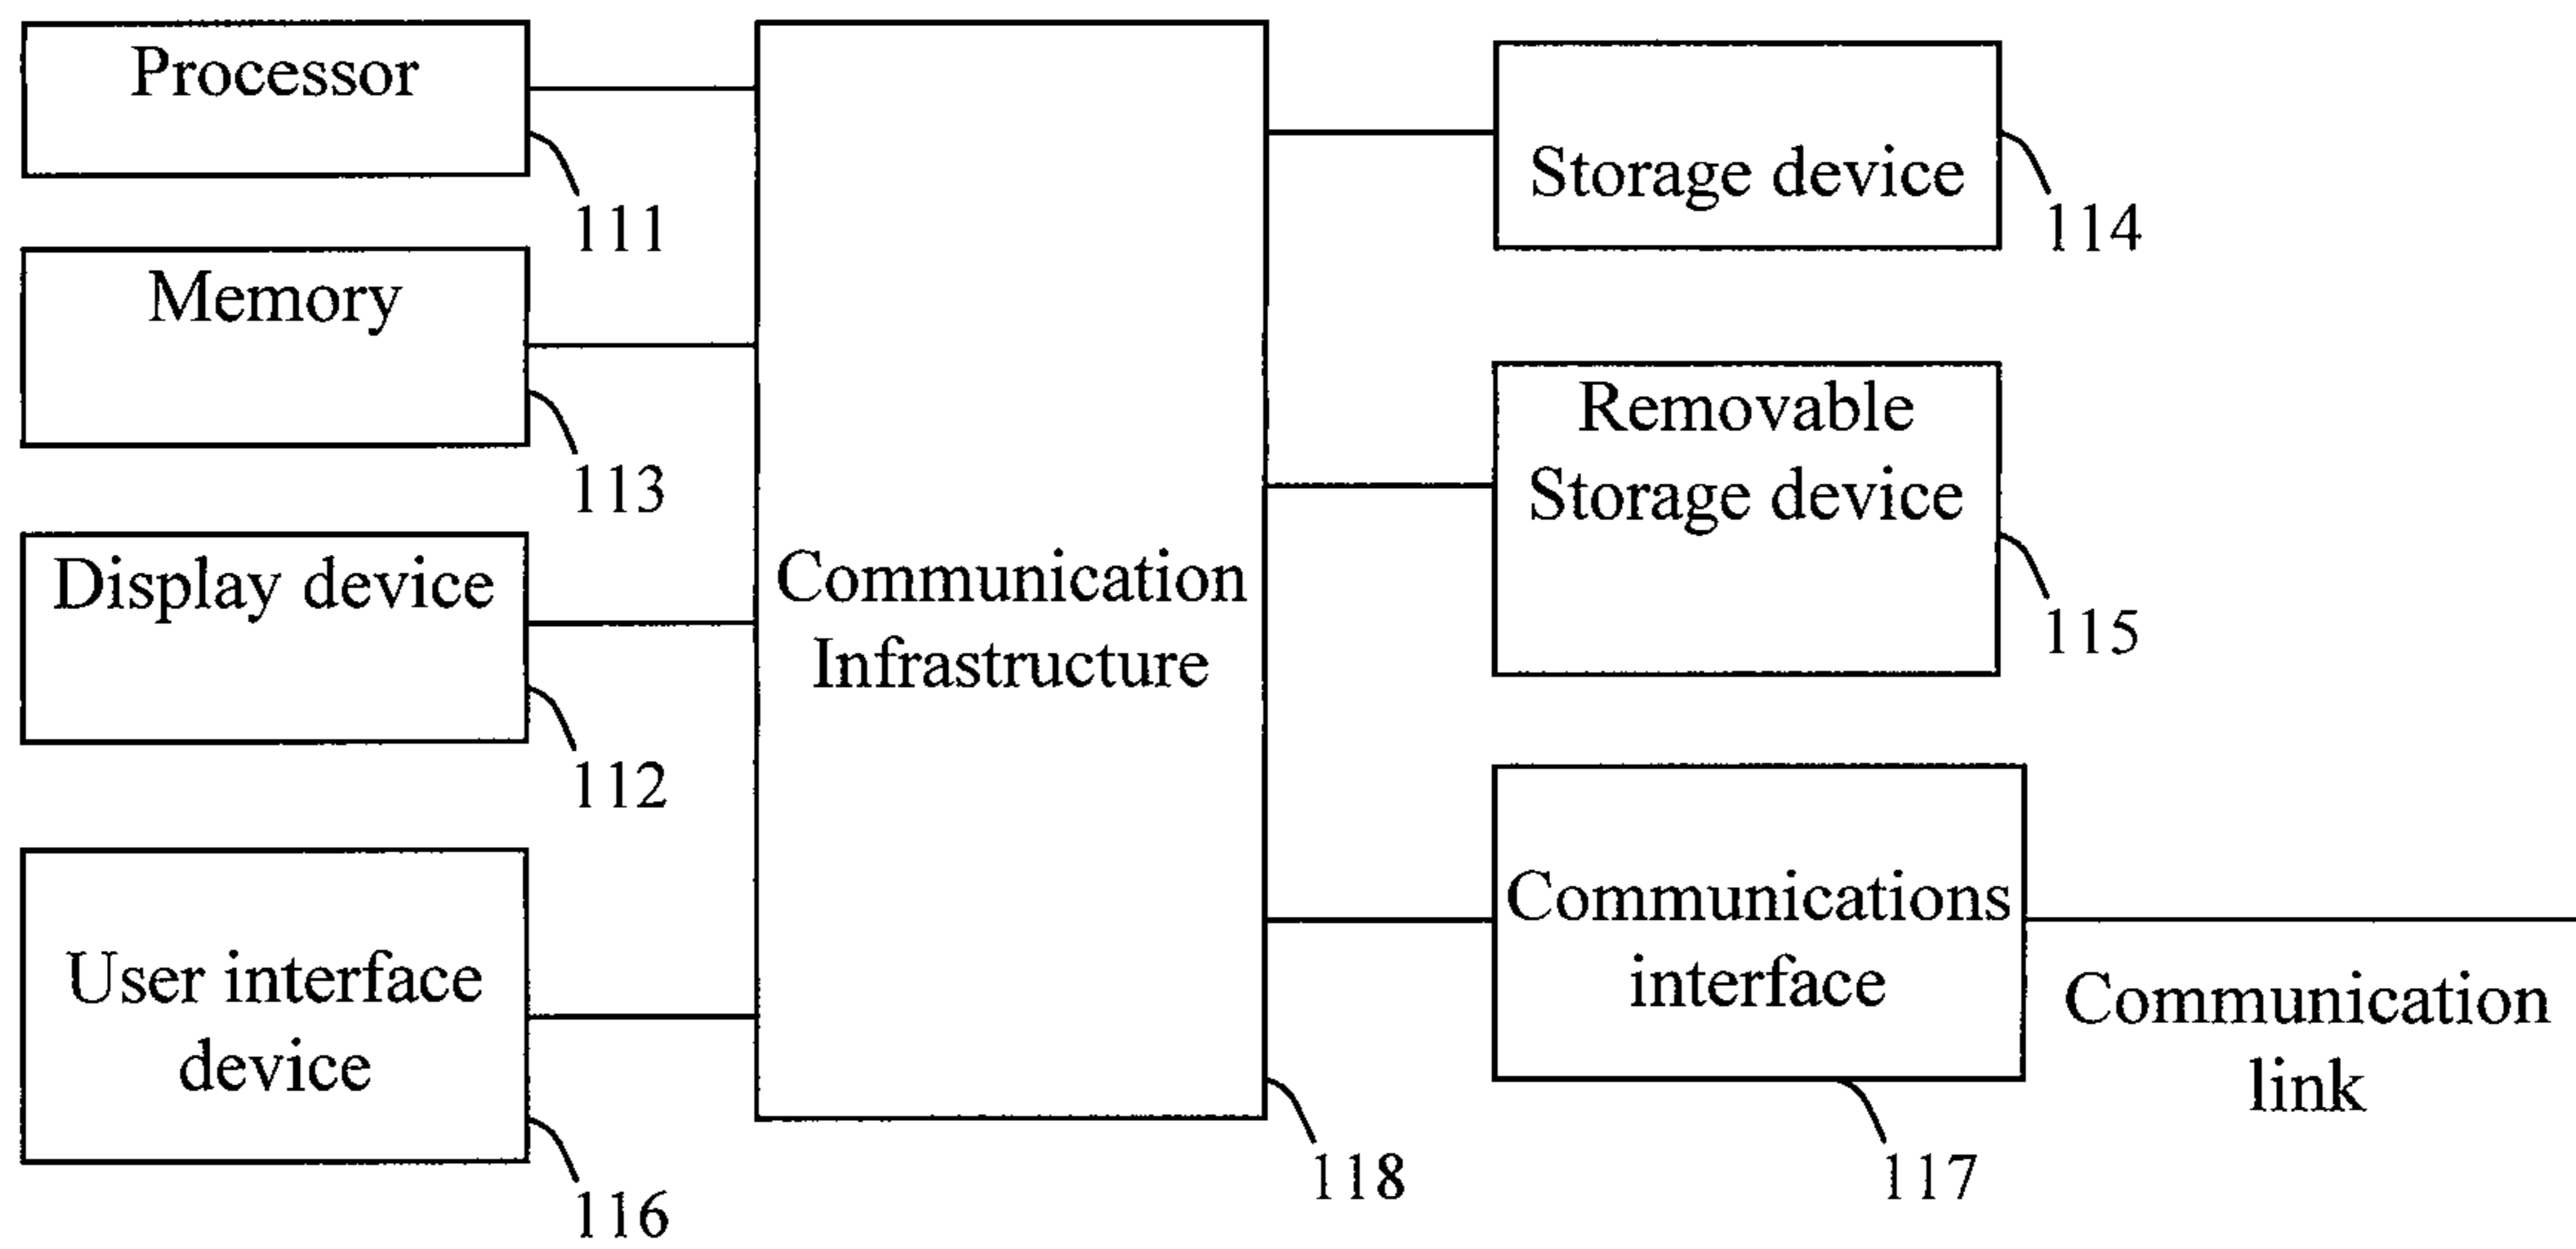 Processor
111
Memory
113
Display device
112
User interface
device
116
Communication
Infrastructure
118
Storage device
114
Removable
Storage device
115
Communications
interface
117
Communication
link